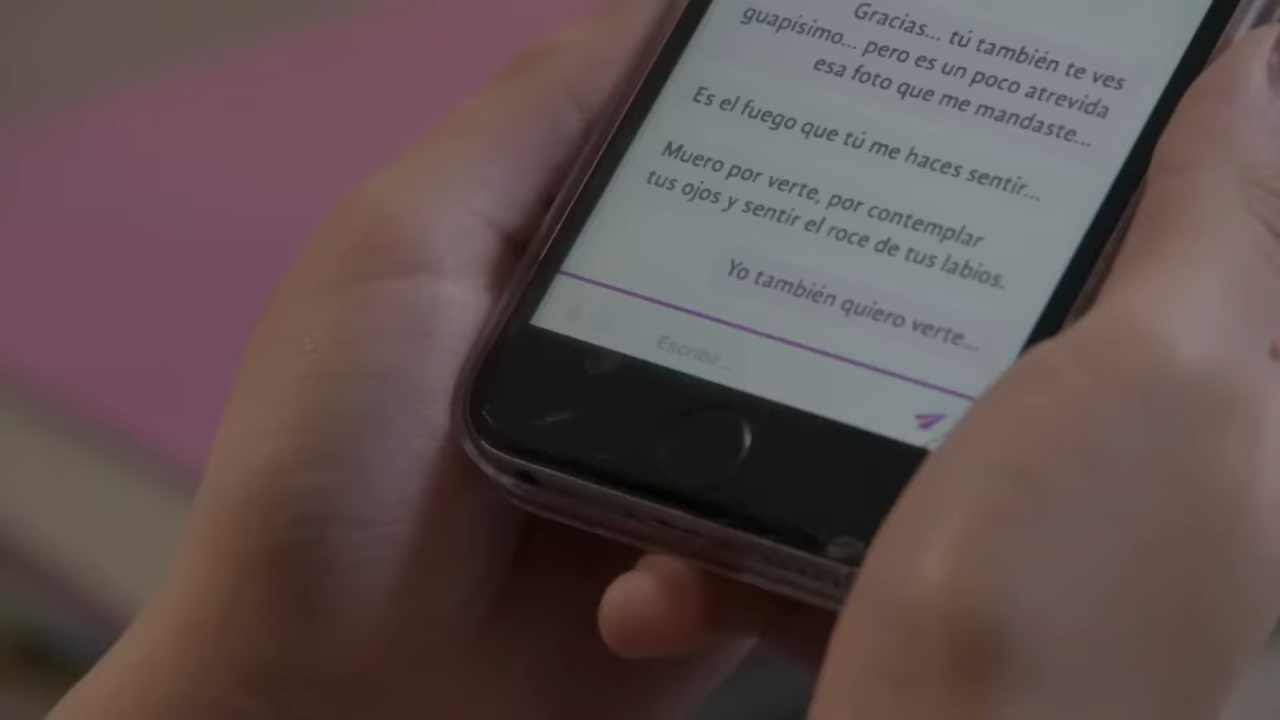 Gracias... tú también te ves
guapísimo... pero es un poco atrevida
esa foto que me mandaste...
Es el fuego que tú me haces sentir...
Muero por verte, por contemplar
tus ojos y sentir el roce de tus labios.
Yo también quiero verte...
Escribir...